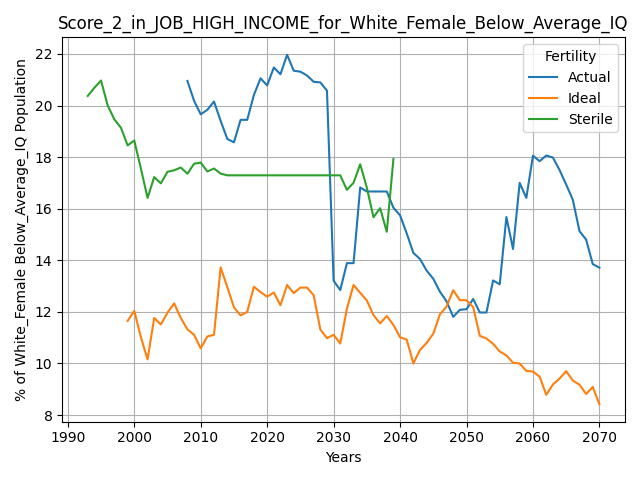 Score_2_in_JOB_HIGH_INCOME_for_White_Female_Below_Average_IQ
% of White_Female Below_Average_IQ Population
22
20
18
16
14
12
10
8
Fertility
Actual
Ideal
Sterile
1990 2000 2010 2020 2030 2040 2050 2060 2070
Years